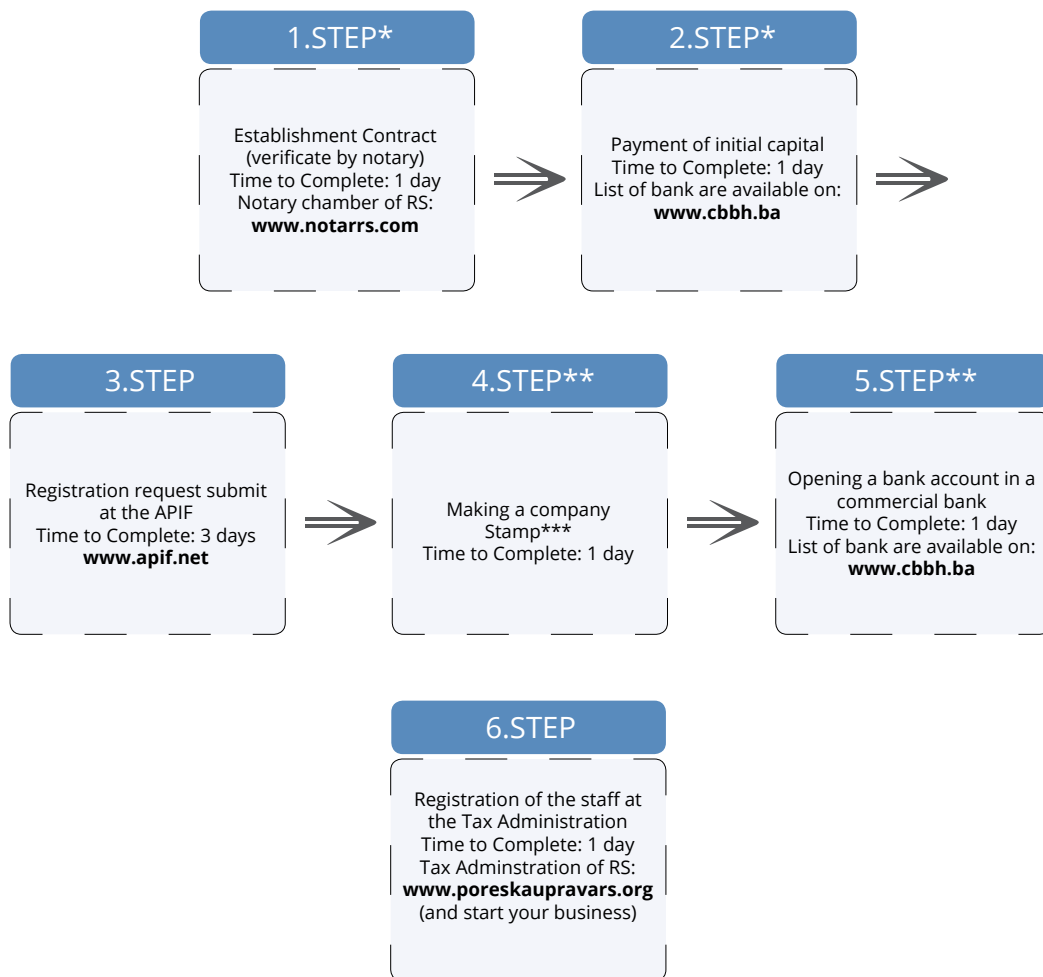 1.STEP*
Establishment Contract
(verificate by notary)
Time to Complete: 1 day
Notary chamber of RS:
www.notarrs.com
2.STEP*
Payment of initial capital
Time to Complete: 1 day
List of bank are available on:
www.cbbh.ba
3.STEP
Registration request submit
at the APIF
Time to Complete: 3 days
www.apif.net
4.STEP**
Making a company
Stamp***
Time to Complete: 1 day
5.STEP**
Opening a bank account in a
commercial bank
Time to Complete: 1 day
List of bank are available on:
www.cbbh.ba
6.STEP
Registration of the staff at
the Tax Administration
Time to Complete: 1 day
Tax Adminstration of RS:
www.poreskaupravars.org
(and start your business)